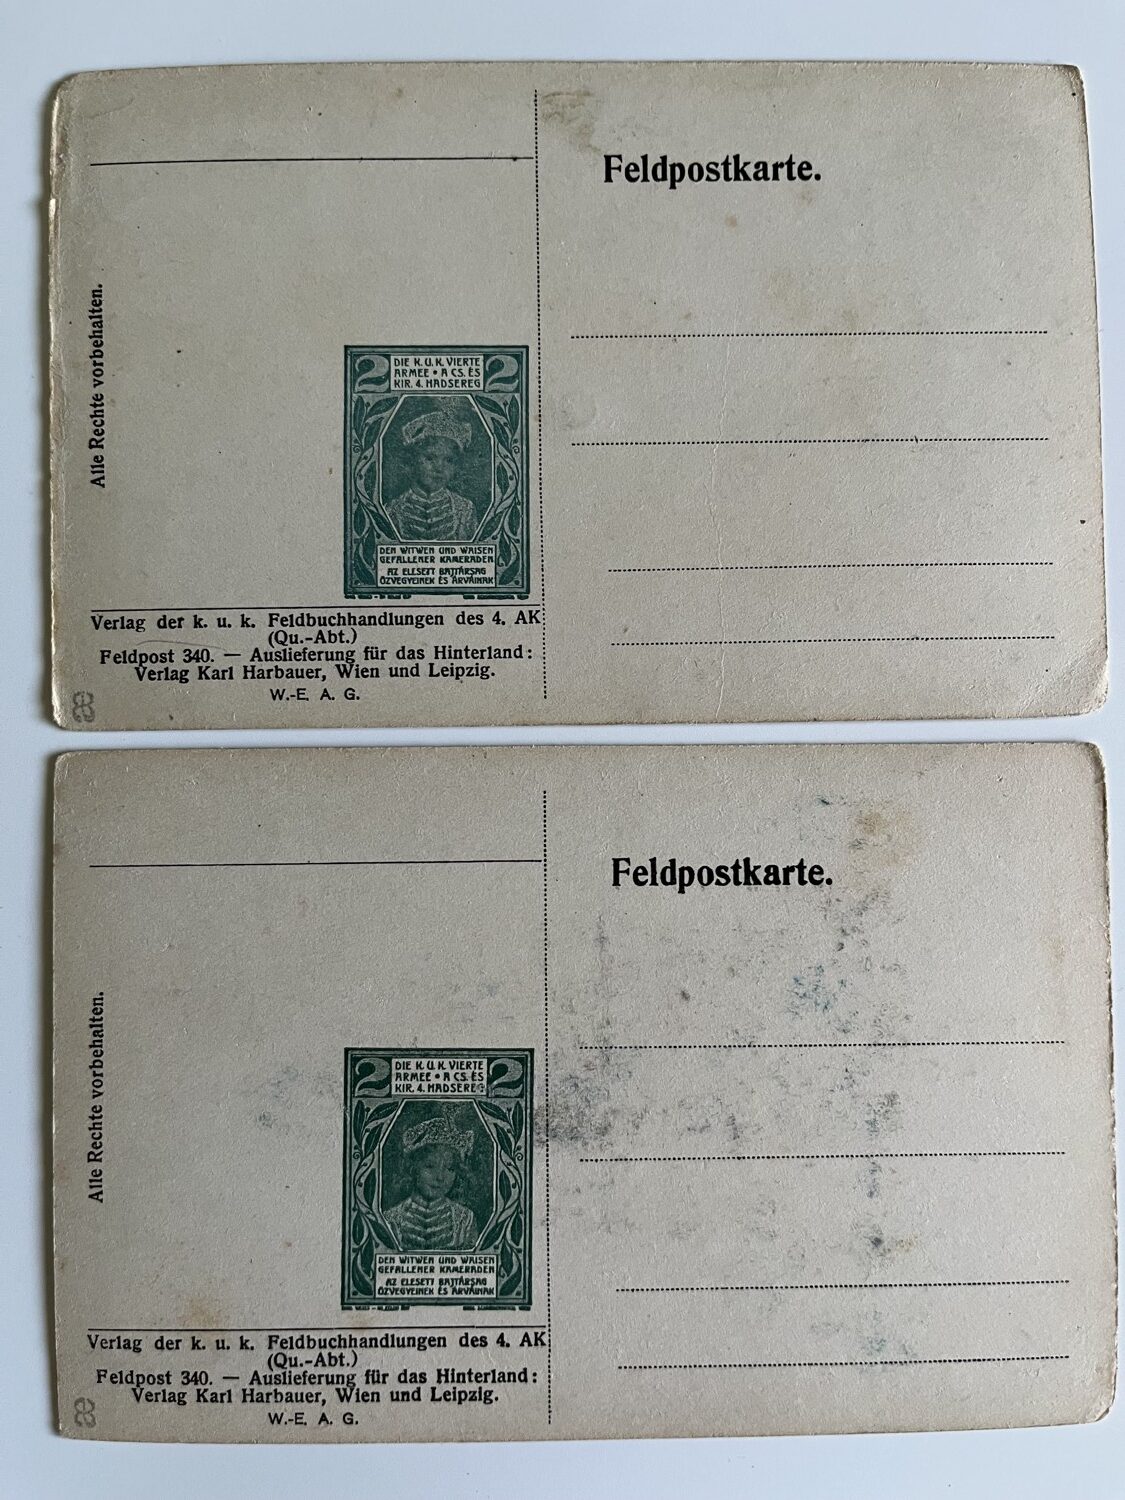 Feldpostkarte.
Alle Rechte vorbehalten.
2 DIE K. U. K. VIERTE 2
ARMEE • A CS. ÉS
KIR. 4. HADSEREG
DEN WITWEN UND WAISEN
GEFALLENER KAMERADEN
AZ ELESETT BAJTÁRSAG
ÖZVEGYEINEK ÉS ÁRVÁINAK
Verlag der k. u. k. Feldbuchhandlungen des 4. AK
(Qu.-Abt.)
Feldpost 340. — Auslieferung für das Hinterland:
Verlag Karl Harbauer, Wien und Leipzig.
W.-E. A. G.
Feldpostkarte.
Alle Rechte vorbehalten.
2 DIE K. U. K. VIERTE 2
ARMEE • A CS. ÉS
KIR. 4. HADSEREG
DEN WITWEN UND WAISEN
GEFALLENER KAMERADEN
AZ ELESETT BAJTÁRSAG
ÖZVEGYEINEK ÉS ÁRVÁINAK
Verlag der k. u. k. Feldbuchhandlungen des 4. AK
(Qu.-Abt.)
Feldpost 340. — Auslieferung für das Hinterland:
Verlag Karl Harbauer, Wien und Leipzig.
W.-E. A. G.